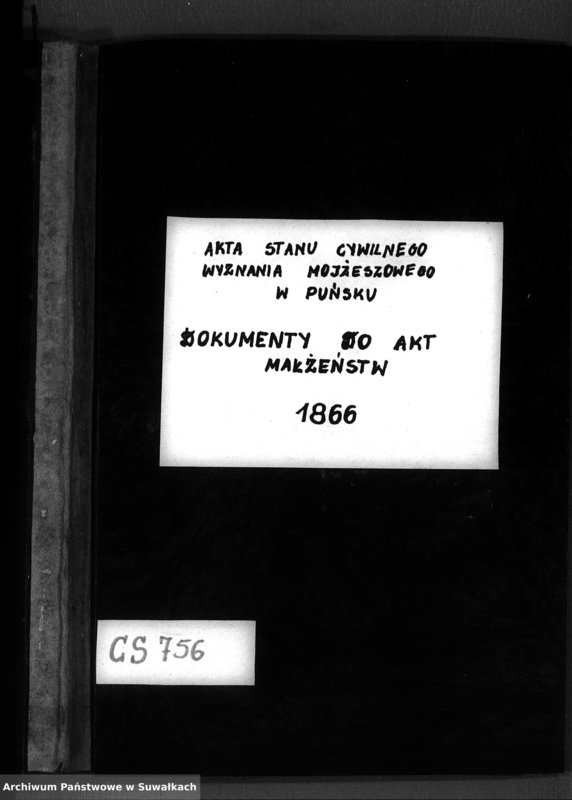 AKTA STANU CYWILNEGO
WYZNANIA MOJŻESZOWEGO
W PUŃSKU
DOKUMENTY DO AKT
MAŁŻEŃSTW
1866
CS 756
Archiwum Państwowe w Suwałkach